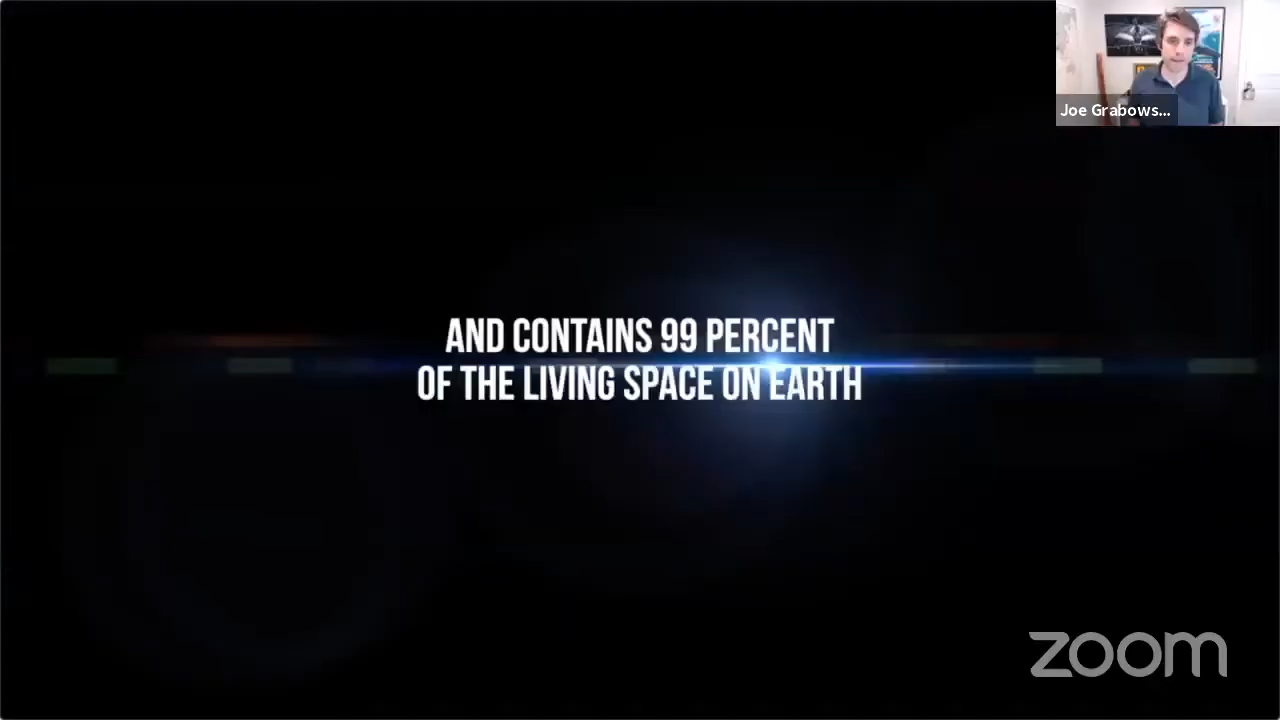 Joe Grabows...
AND CONTAINS 99 PERCENT
OF THE LIVING SPACE ON EARTH
zoom